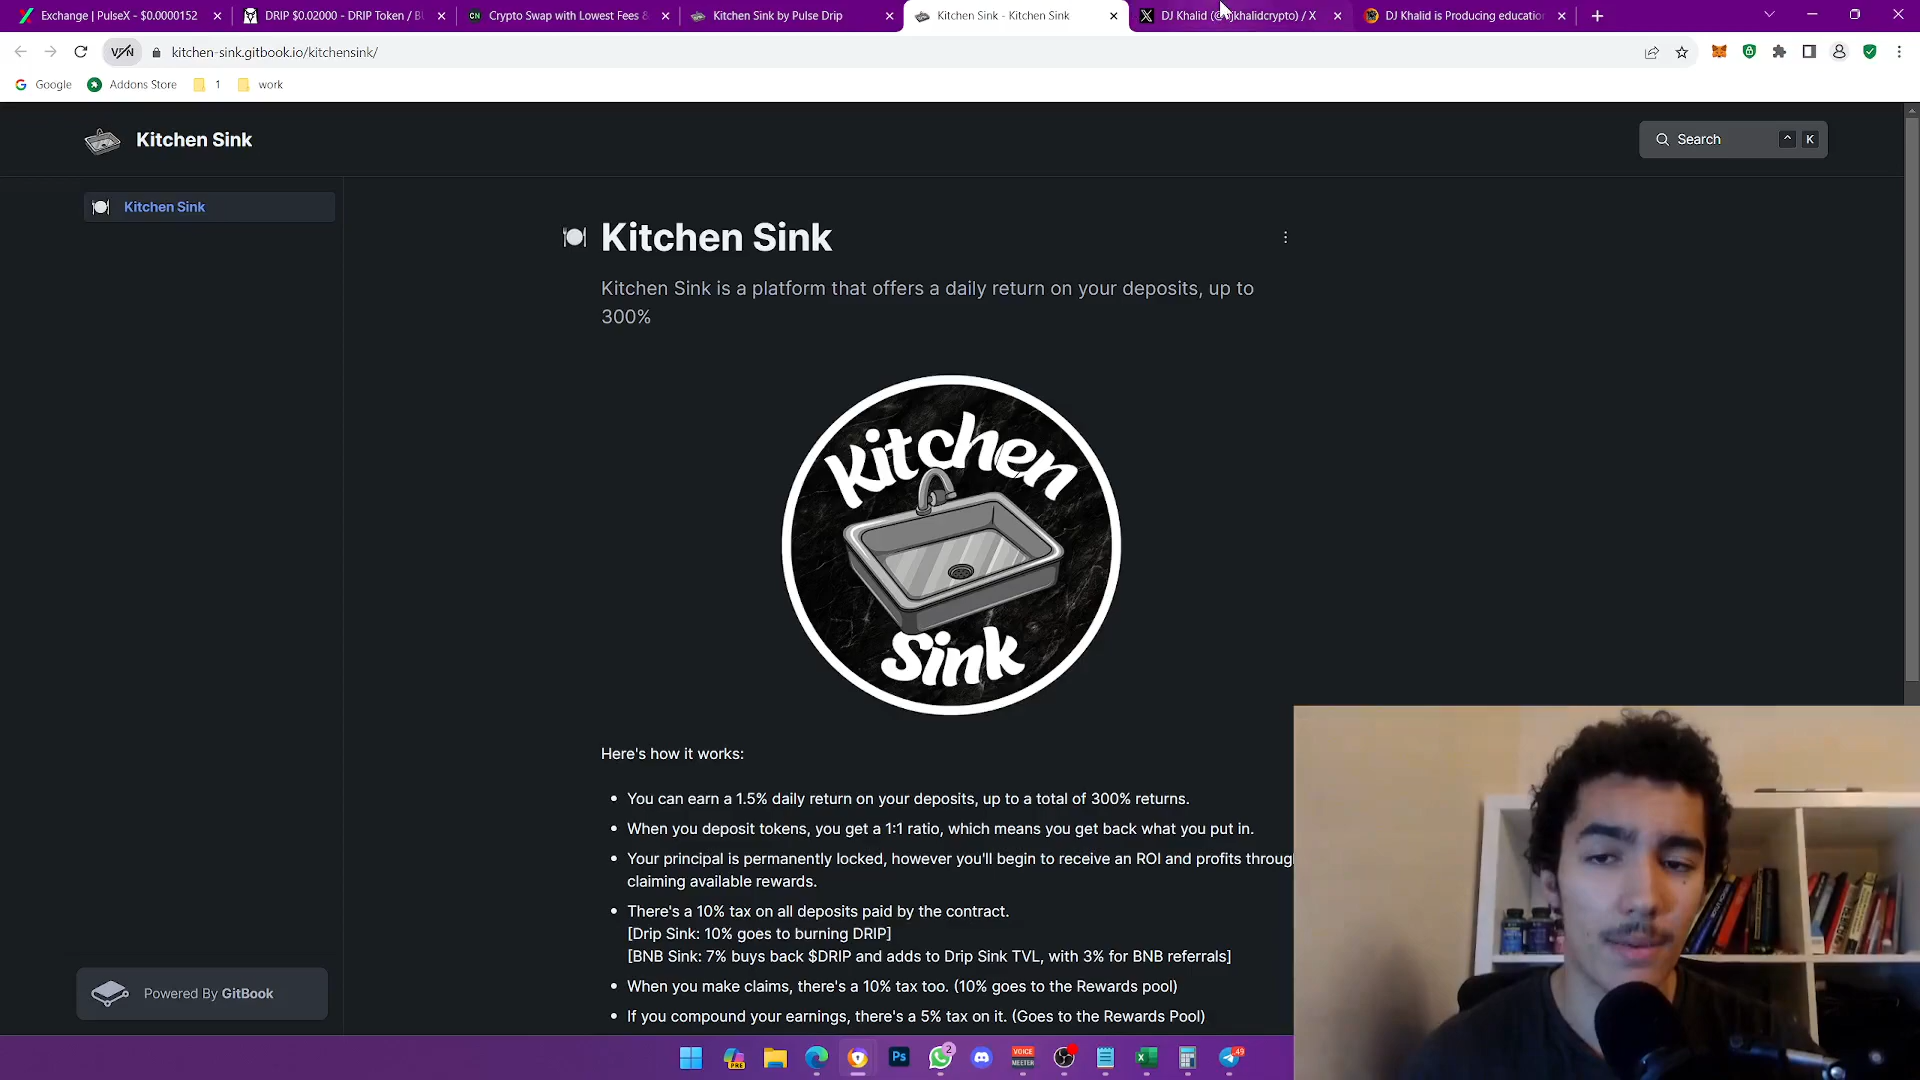 Exchange | PulseX - $0.0000152
DRIP $0.02000 - DRIP Token / B
Crypto Swap with Lowest Fees &
Kitchen Sink by Pulse Drip
Kitchen Sink - Kitchen Sink
DJ Khalid (@djkhalidcrypto) / X
DJ Khalid is Producing educatio
VPN
kitchen-sink.gitbook.io/kitchensink/
Google
Addons Store
1
work
Kitchen Sink
Search
^
K
Kitchen Sink
Kitchen Sink
Kitchen Sink is a platform that offers a daily return on your deposits, up to
300%
Kitchen
Sink
Here's how it works:
You can earn a 1.5% daily return on your deposits, up to a total of 300% returns.
When you deposit tokens, you get a 1:1 ratio, which means you get back what you put in.
Your principal is permanently locked, however you'll begin to receive an ROI and profits through
claiming available rewards.
There's a 10% tax on all deposits paid by the contract.
[Drip Sink: 10% goes to burning DRIP]
[BNB Sink: 7% buys back $DRIP and adds to Drip Sink TVL, with 3% for BNB referrals]
When you make claims, there's a 10% tax too. (10% goes to the Rewards pool)
If you compound your earnings, there's a 5% tax on it. (Goes to the Rewards Pool)
Powered By GitBook
PRE
Ps
2
VOICE
MEETER
49